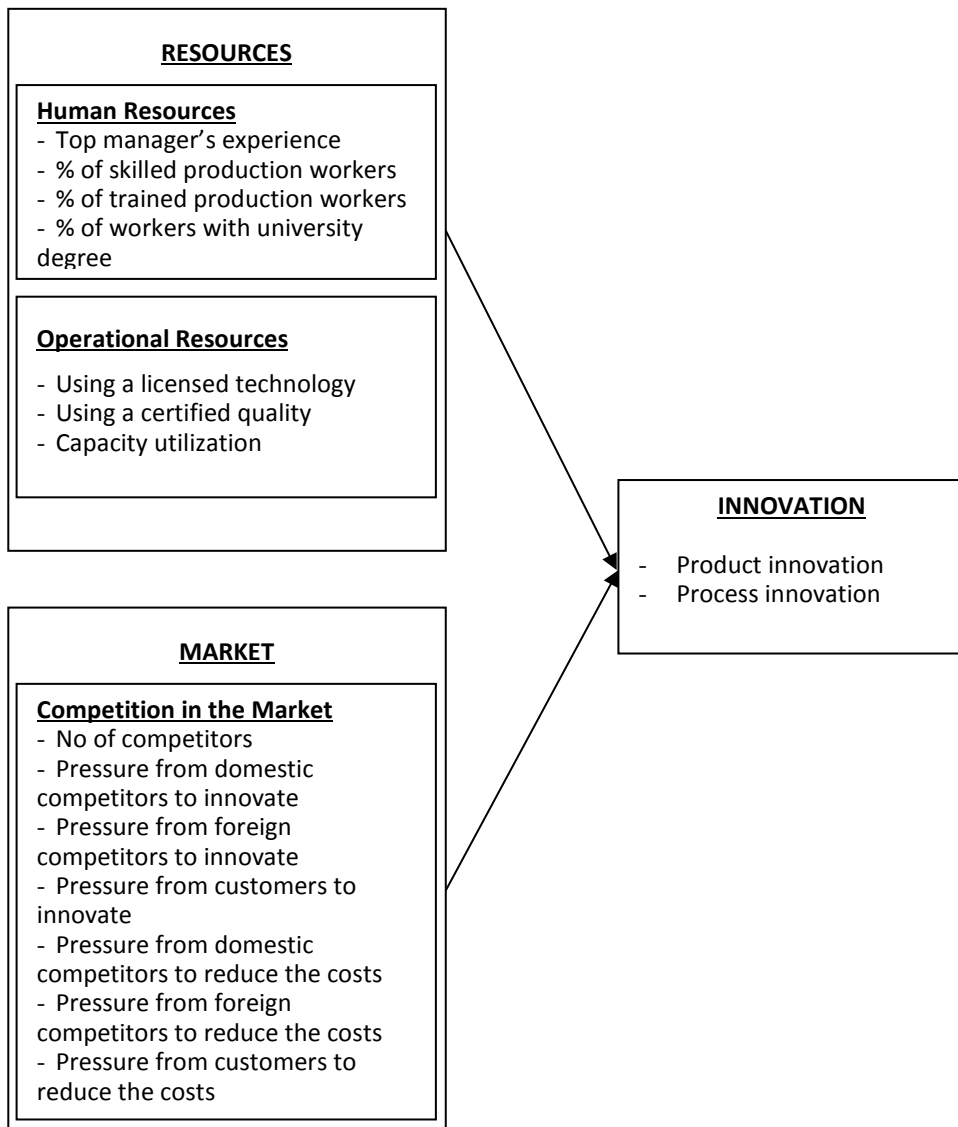 RESOURCES
Human Resources
- Top manager’s experience
- % of skilled production workers
- % of trained production workers
- % of workers with university
degree
Operational Resources
- Using a licensed technology
- Using a certified quality
- Capacity utilization
INNOVATION
- Product innovation
- Process innovation
MARKET
Competition in the Market
- No of competitors
- Pressure from domestic
competitors to innovate
- Pressure from foreign
competitors to innovate
- Pressure from customers to
innovate
- Pressure from domestic
competitors to reduce the costs
- Pressure from foreign
competitors to reduce the costs
- Pressure from customers to
reduce the costs